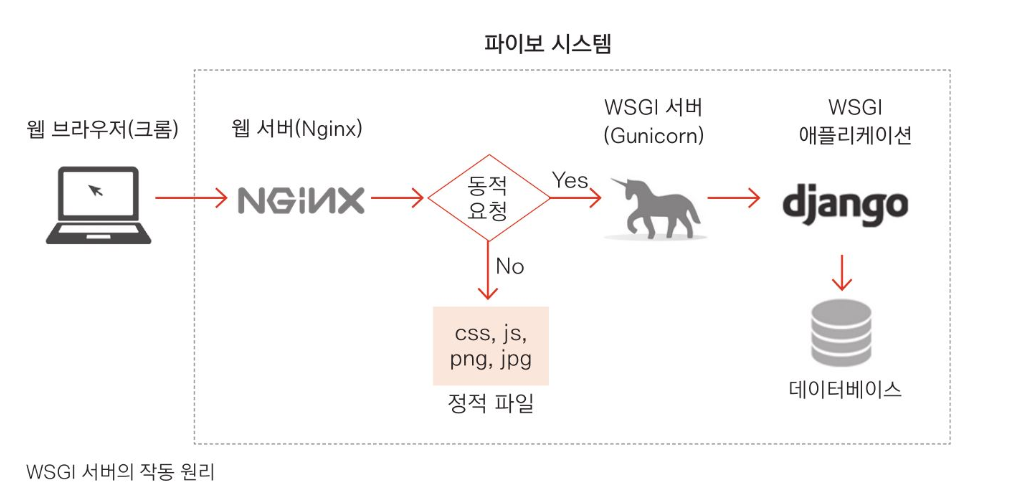 파이보 시스템
웹 브라우저(크롬)
웹 서버(Nginx)
NGiNX
동적
요청
Yes
No
WSGI 서버
(Gunicorn)
WSGI
애플리케이션
django
css, js,
png, jpg
정적 파일
데이터베이스
WSGI 서버의 작동 원리